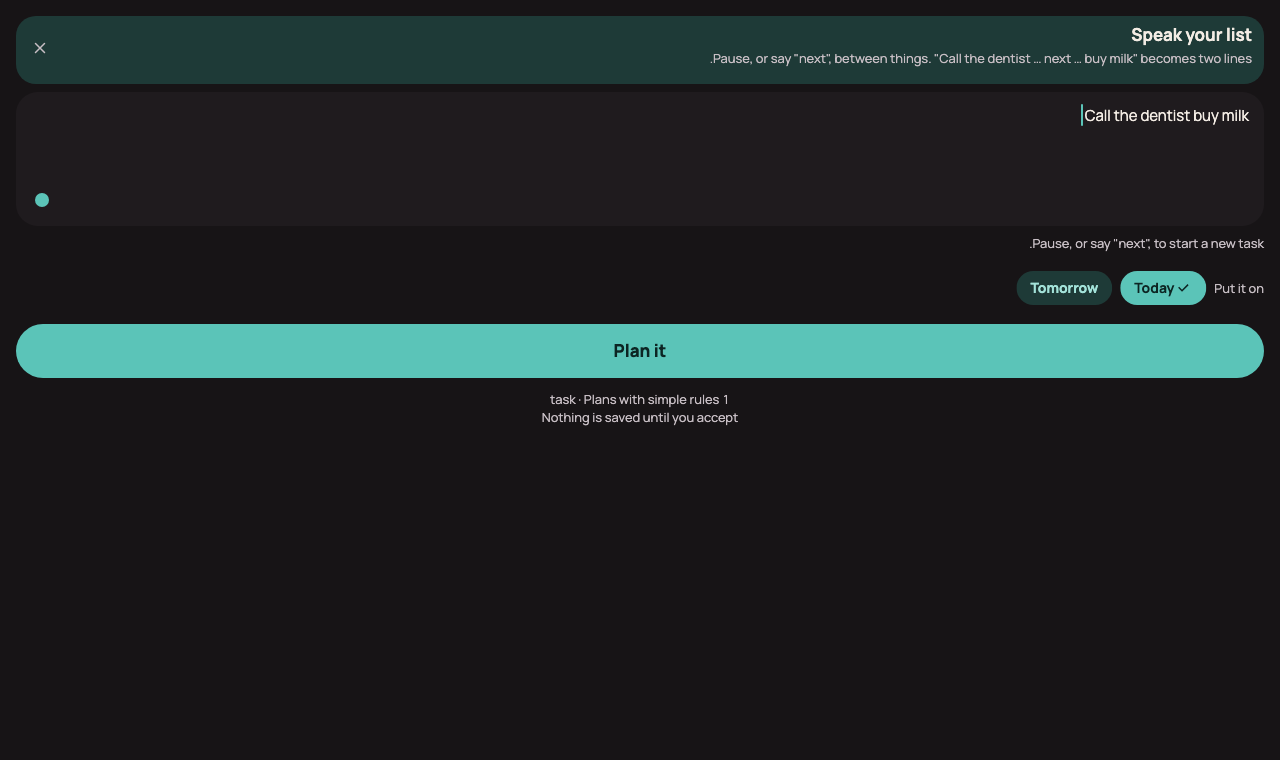 Speak your list
.Pause, or say "next", between things. "Call the dentist … next … buy milk" becomes two lines
Call the dentist buy milk
.Pause, or say "next", to start a new task
Put it on
Today
Tomorrow
Plan it
task · Plans with simple rules 1
Nothing is saved until you accept